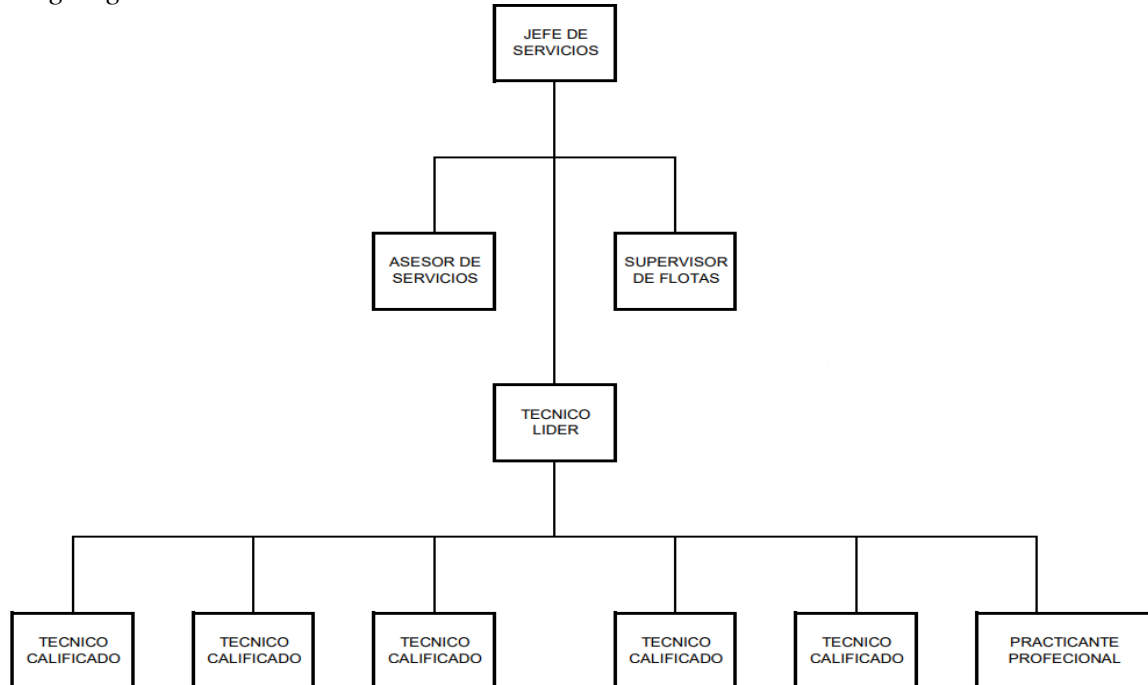 JEFE DE
SERVICIOS
ASESOR DE
SERVICIOS
SUPERVISOR
DE FLOTAS
TECNICO
LIDER
TECNICO
CALIFICADO
TECNICO
CALIFICADO
TECNICO
CALIFICADO
TECNICO
CALIFICADO
TECNICO
CALIFICADO
PRACTICANTE
PROFECIONAL